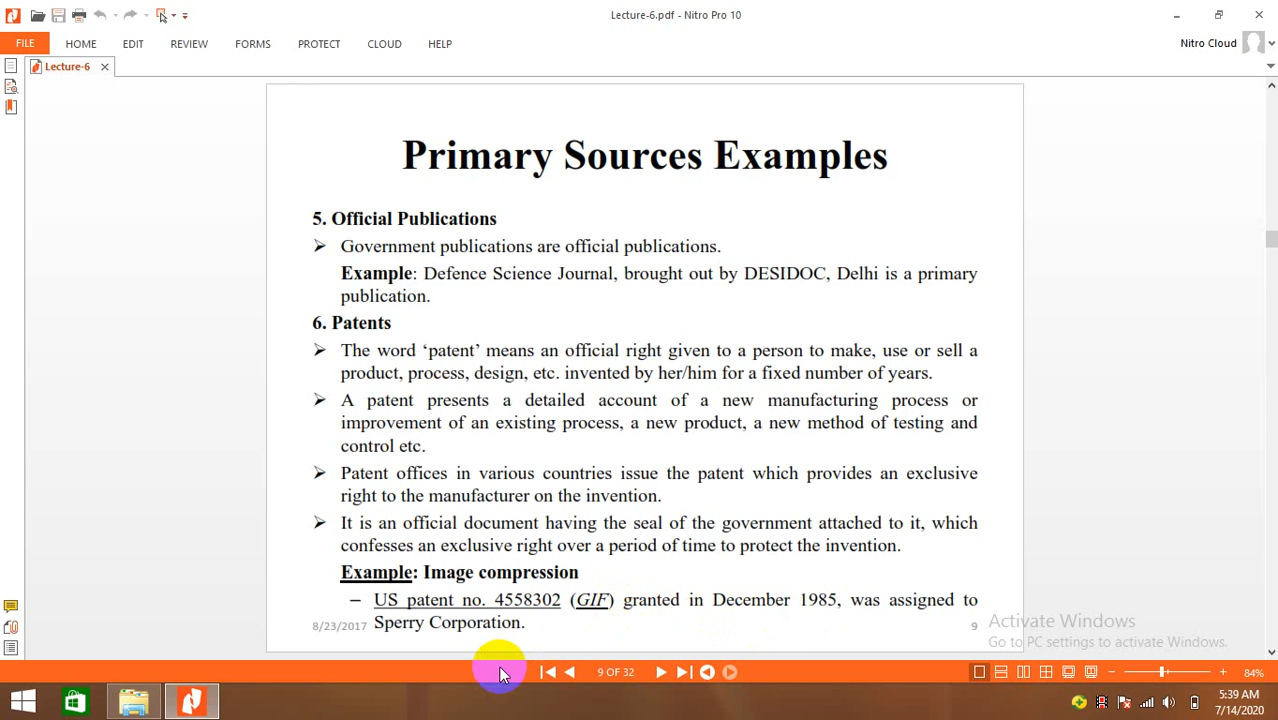 Lecture-6.pdf - Nitro Pro 10
FILE HOME EDIT REVIEW FORMS PROTECT CLOUD HELP Nitro Cloud
Lecture-6
Primary Sources Examples
5. Official Publications
➢ Government publications are official publications.
Example: Defence Science Journal, brought out by DESIDOC, Delhi is a primary
publication.
6. Patents
➢ The word ‘patent’ means an official right given to a person to make, use or sell a
product, process, design, etc. invented by her/him for a fixed number of years.
➢ A patent presents a detailed account of a new manufacturing process or
improvement of an existing process, a new product, a new method of testing and
control etc.
➢ Patent offices in various countries issue the patent which provides an exclusive
right to the manufacturer on the invention.
➢ It is an official document having the seal of the government attached to it, which
confesses an exclusive right over a period of time to protect the invention.
Example: Image compression
– US patent no. 4558302 (GIF) granted in December 1985, was assigned to
Sperry Corporation.
8/23/2017 9
Activate Windows
Go to PC settings to activate Windows.
9 OF 32 84%
5:39 AM
7/14/2020